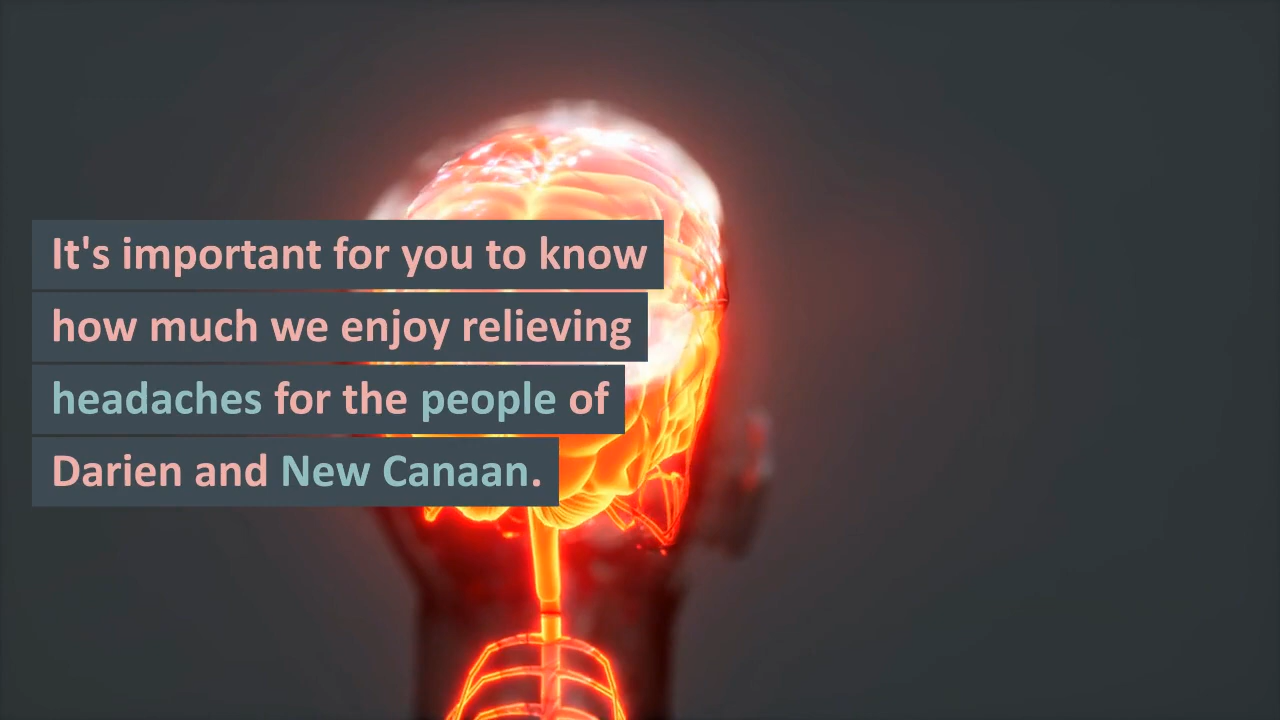 It's important for you to know
how much we enjoy relieving
headaches for the people of
Darien and New Canaan.